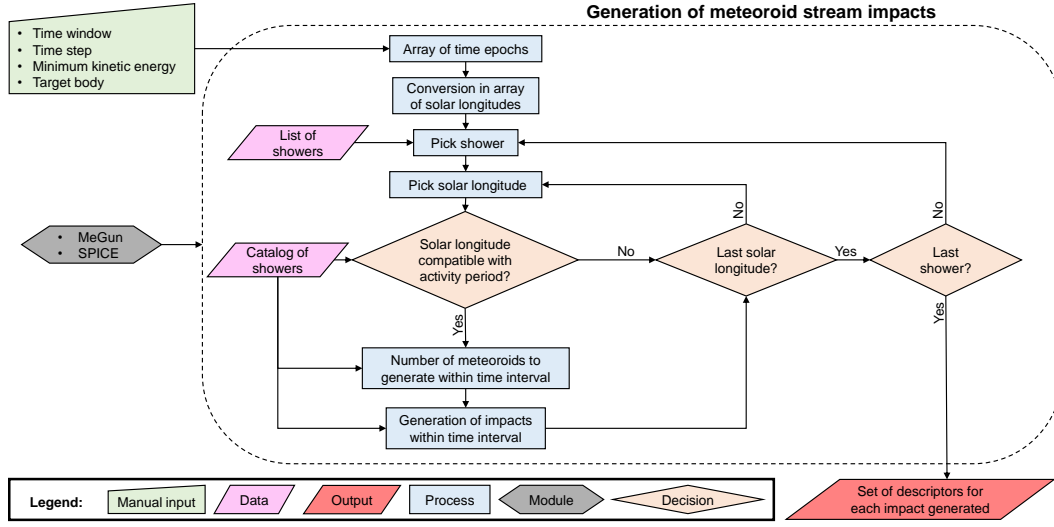 Generation of meteoroid stream impacts
• Time window
• Time step
• Minimum kinetic energy
• Target body
Array of time epochs
Conversion in array
of solar longitudes
List of
showers
Pick shower
Pick solar longitude
No
No
• MeGun
• SPICE
Catalog of
showers
Solar longitude
compatible with
activity period?
No
Last solar
longitude?
Yes
Last
shower?
Yes
Yes
Number of meteoroids to
generate within time interval
Generation of impacts
within time interval
Legend:
Manual input
Data
Output
Process
Module
Decision
Set of descriptors for
each impact generated